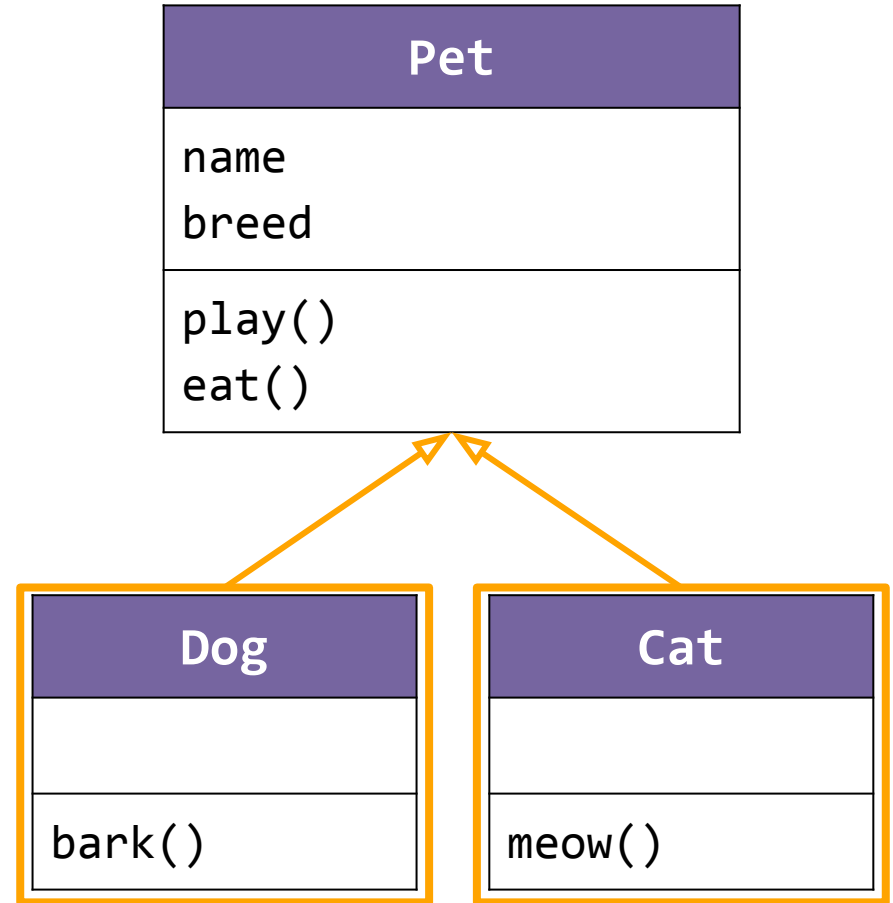 Pet
name
breed
play()
eat()
Dog
bark()
Cat
meow()